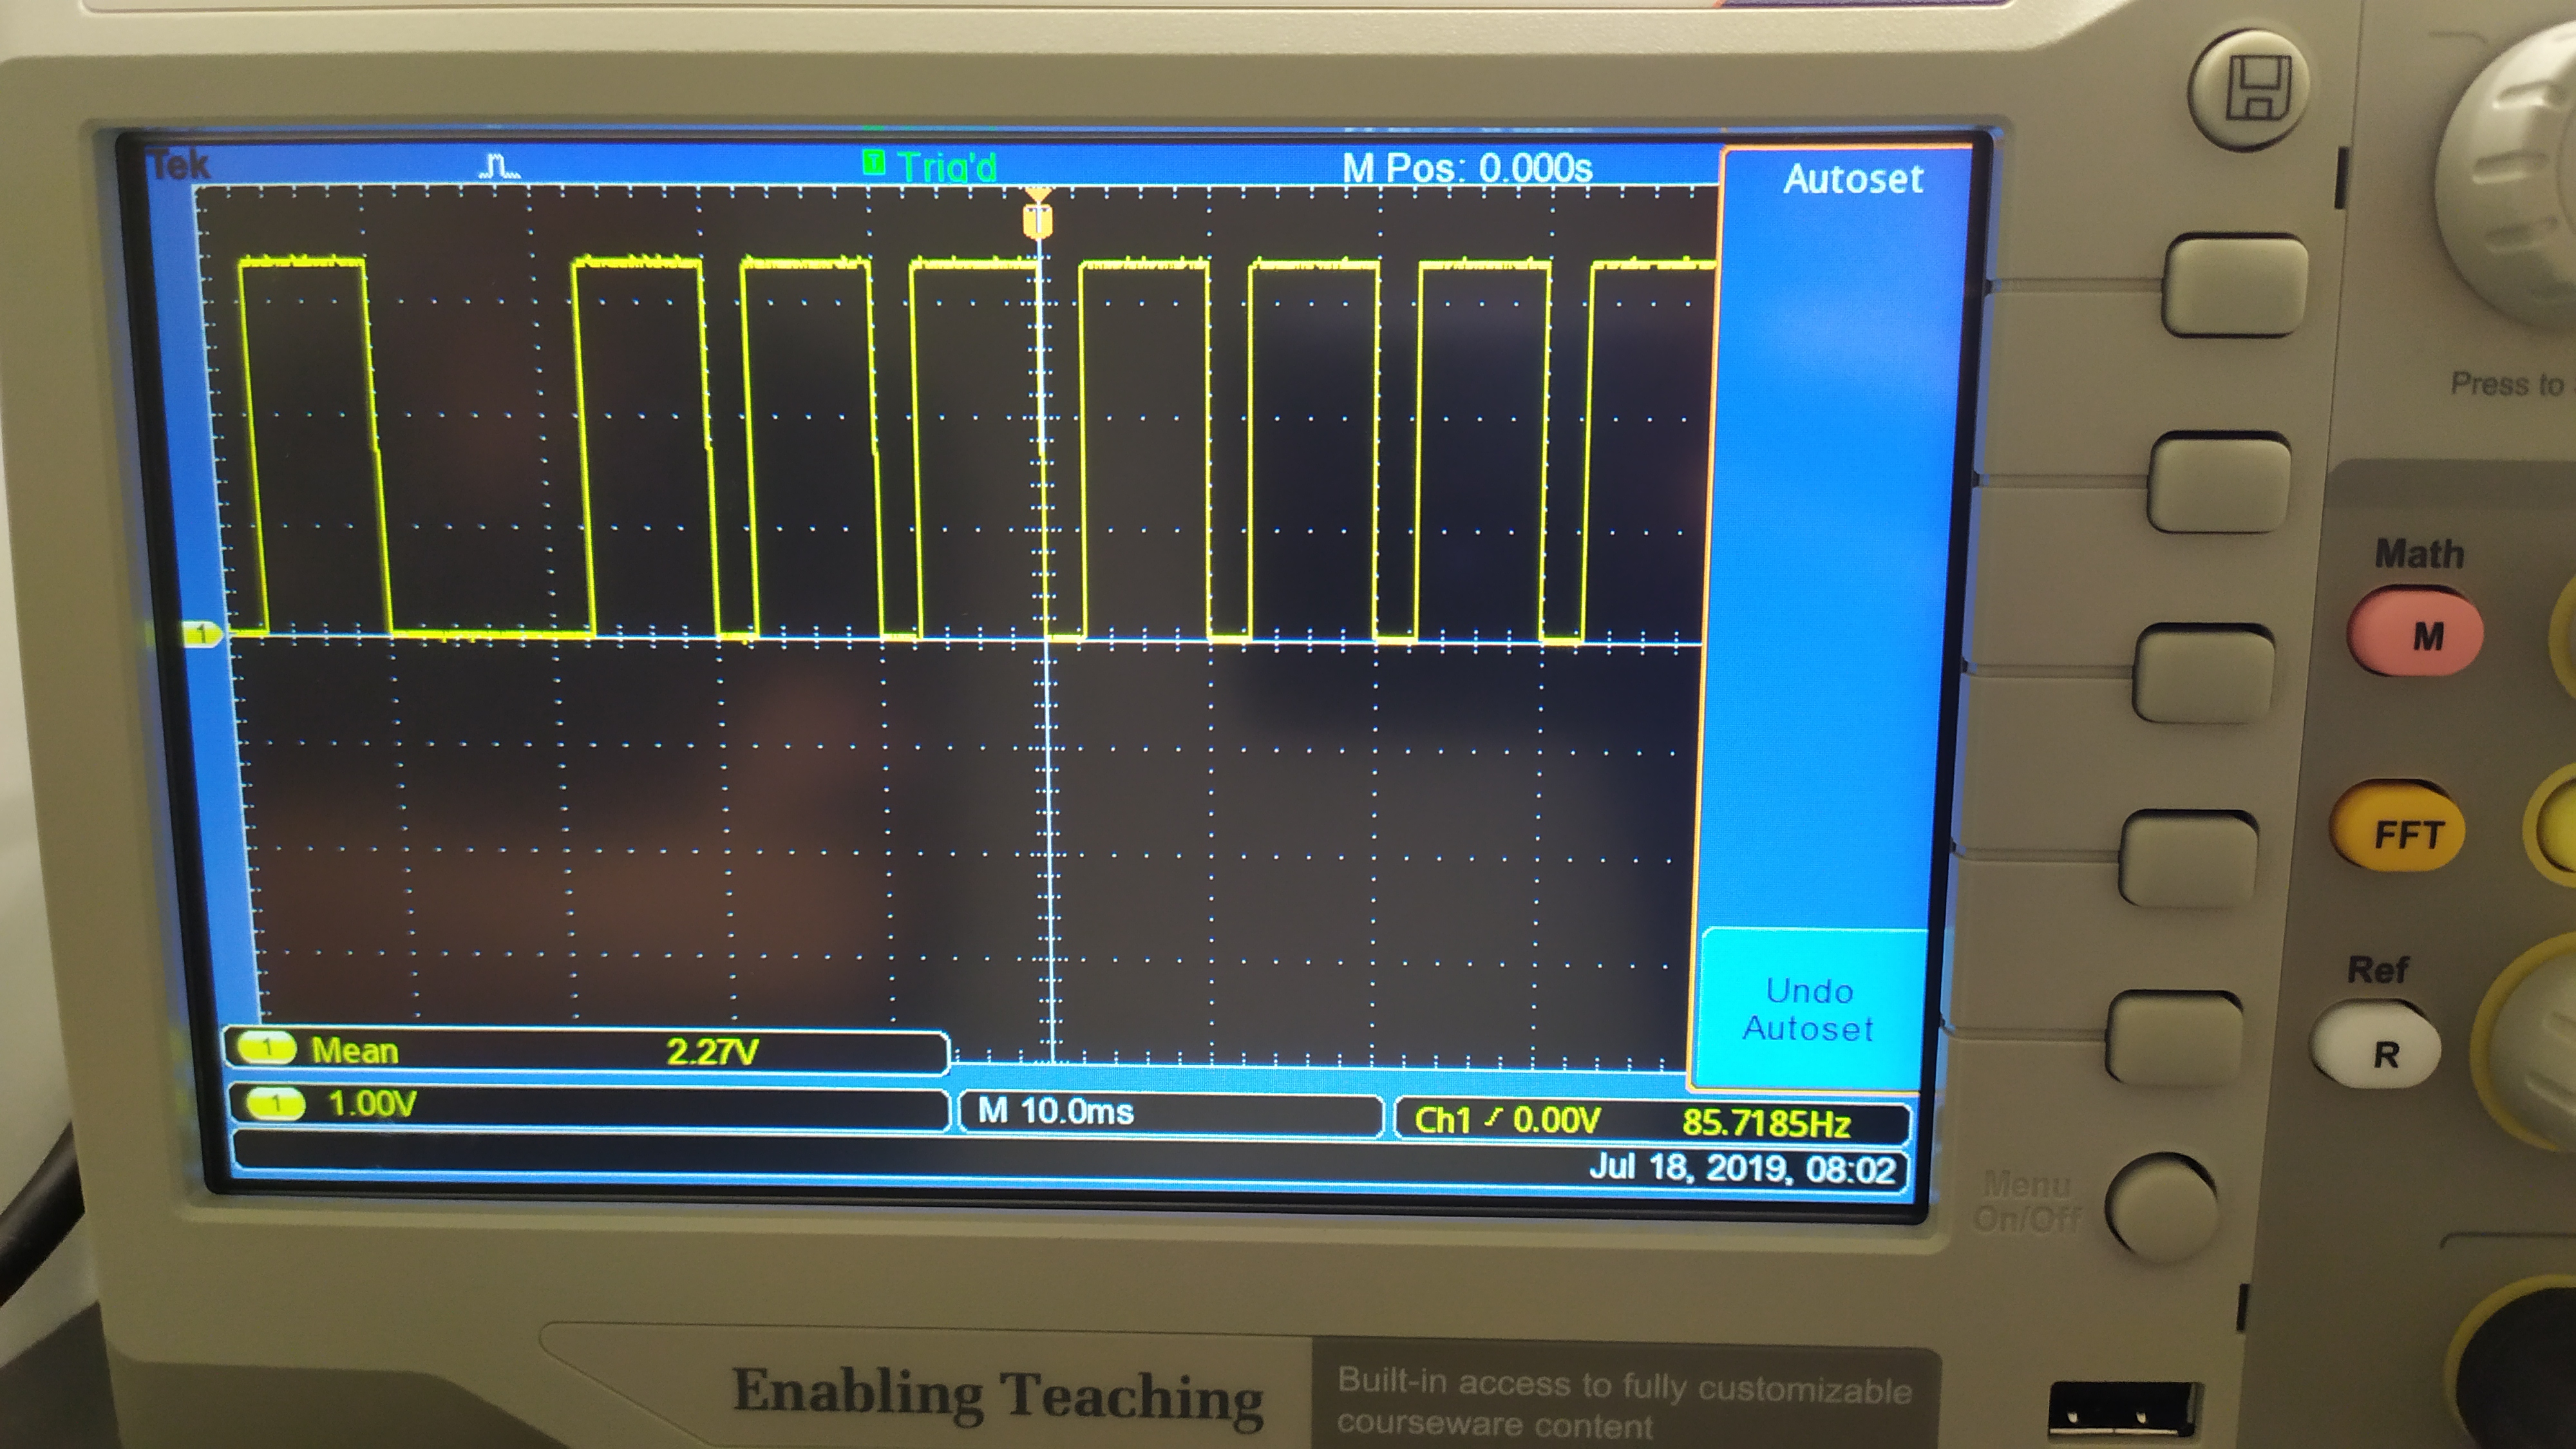 Tek
T Trig'd
M Pos: 0.000s
Autoset
T
Press to
1
Math
M
FFT
Undo
Autoset
Ref
R
1 Mean 2.27V
1 1.00V
M 10.0ms
Ch1 0.00V 85.7185Hz
Jul 18, 2019, 08:02
Menu
On/Off
Enabling Teaching
Built-in access to fully customizable
courseware content